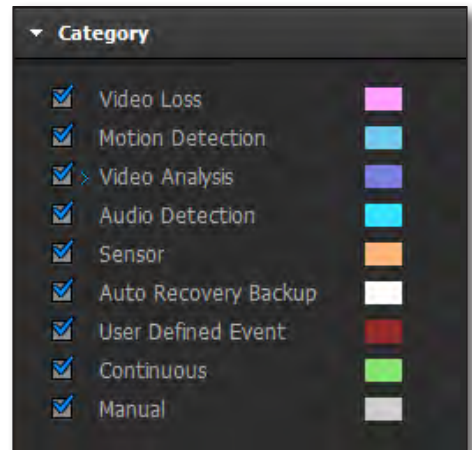 Category
Video Loss
Motion Detection
Video Analysis
Audio Detection
Sensor
Auto Recovery Backup
User Defined Event
Continuous
Manual